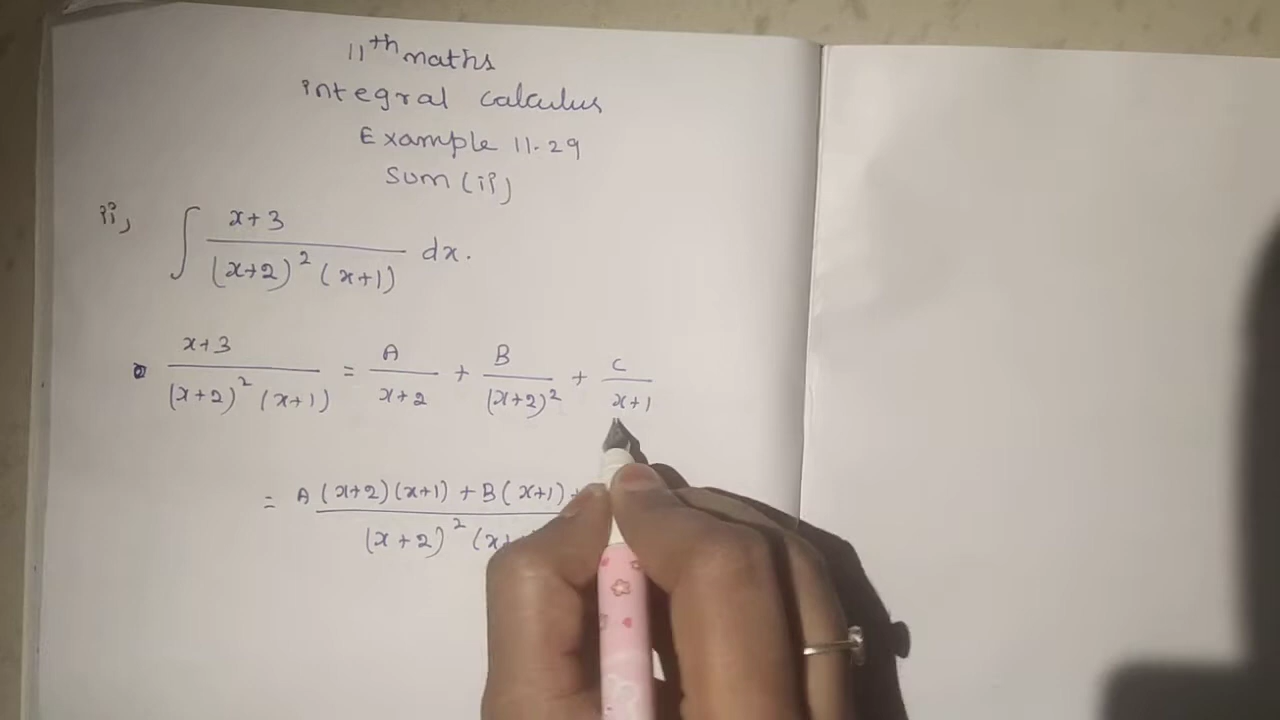 11th maths
integral calculus
Example 11.29
Sum (ii)
ii, ∫ x+3 / (x+2)² (x+1) dx.
x+3 / (x+2)² (x+1) = A / x+2 + B / (x+2)² + C / x+1
= A (x+2)(x+1) + B (x+1) + / (x+2)² (x+